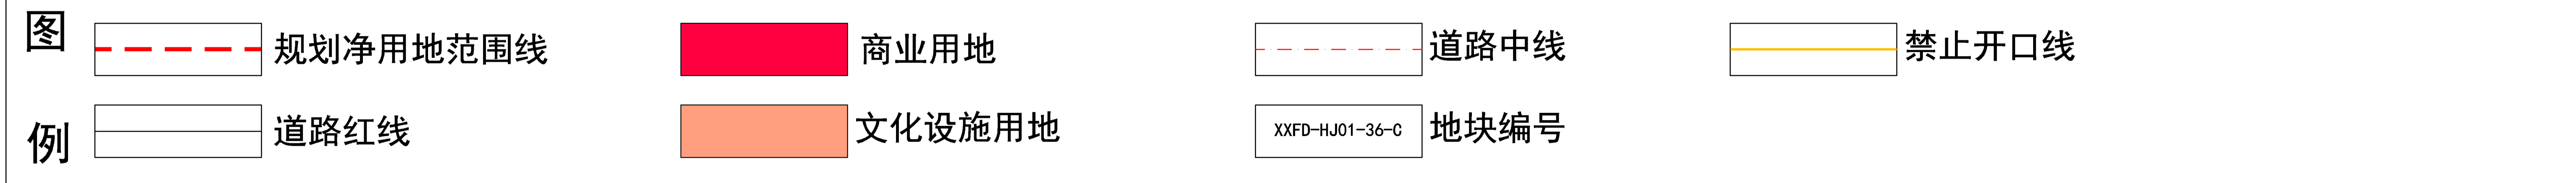 图例
规划净用地范围线
商业用地
道路中线
禁止开口线
道路红线
文化设施用地
XXFD-HJ01-36-C
地块编号